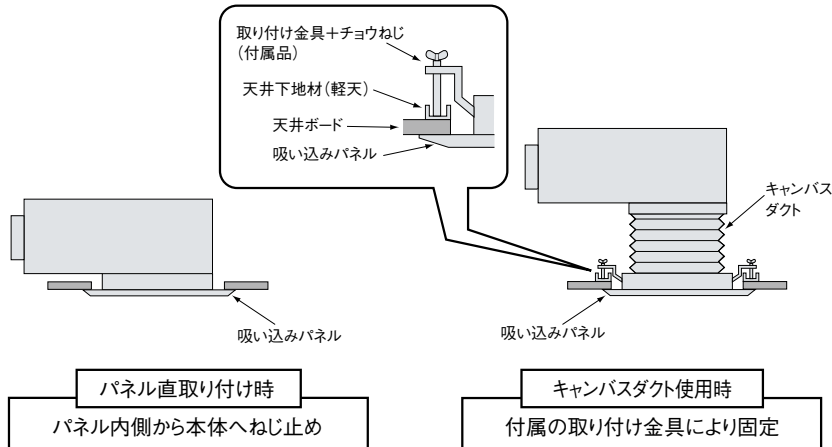 取り付け金具＋チョウねじ
（付属品）
天井下地材（軽天）
天井ボード
吸い込みパネル
キャンバス
ダクト
吸い込みパネル
吸い込みパネル
パネル直取り付け時
パネル内側から本体へねじ止め
キャンバスダクト使用時
付属の取り付け金具により固定